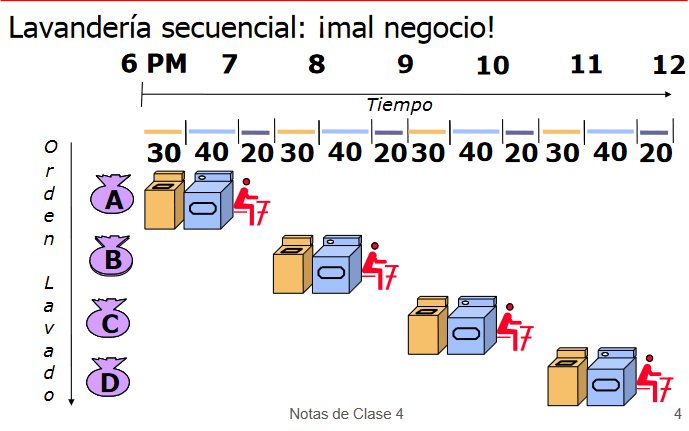 Lavandería secuencial: ¡mal negocio!
6 PM 7 8 9 10 11 12
Tiempo
30 40 20 30 40 20 30 40 20 30 40 20
Orden Lavado
A
B
C
D
Notas de Clase 4
4